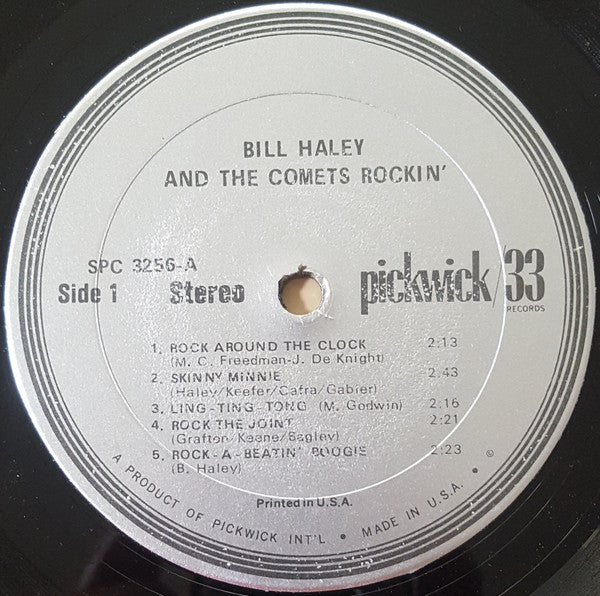 BILL HALEY
AND THE COMETS ROCKIN'
SPC 3256-A
Side 1 Stereo
pickwick/33
RECORDS
1. ROCK AROUND THE CLOCK 2:13
(M. C. Freedman-J. De Knight)
2. SKINNY MINNIE 2:43
(Haley/Keefer/Cafra/Gabler)
3. LING-TING-TONG (M. Godwin) 2:16
4. ROCK THE JOINT 2:21
(Grafton/Keane/Bagley)
5. ROCK-A-BEATIN' BOOGIE 2:23
(B. Haley)
Printed in U.S.A.
A PRODUCT OF PICKWICK INT'L • MADE IN U.S.A. • ©